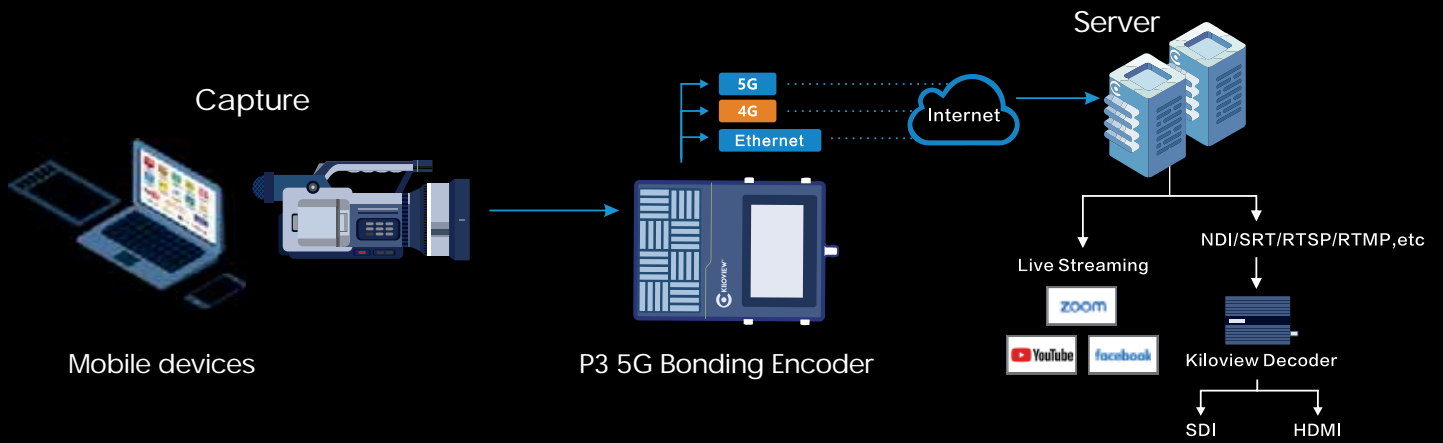 Server
Capture
5G
4G
Ethernet
Internet
NDI/SRT/RTSP/RTMP,etc
Live Streaming
zoom
YouTube
facebook
KILOVIEW
Mobile devices
P3 5G Bonding Encoder
Kiloview Decoder
SDI
HDMI